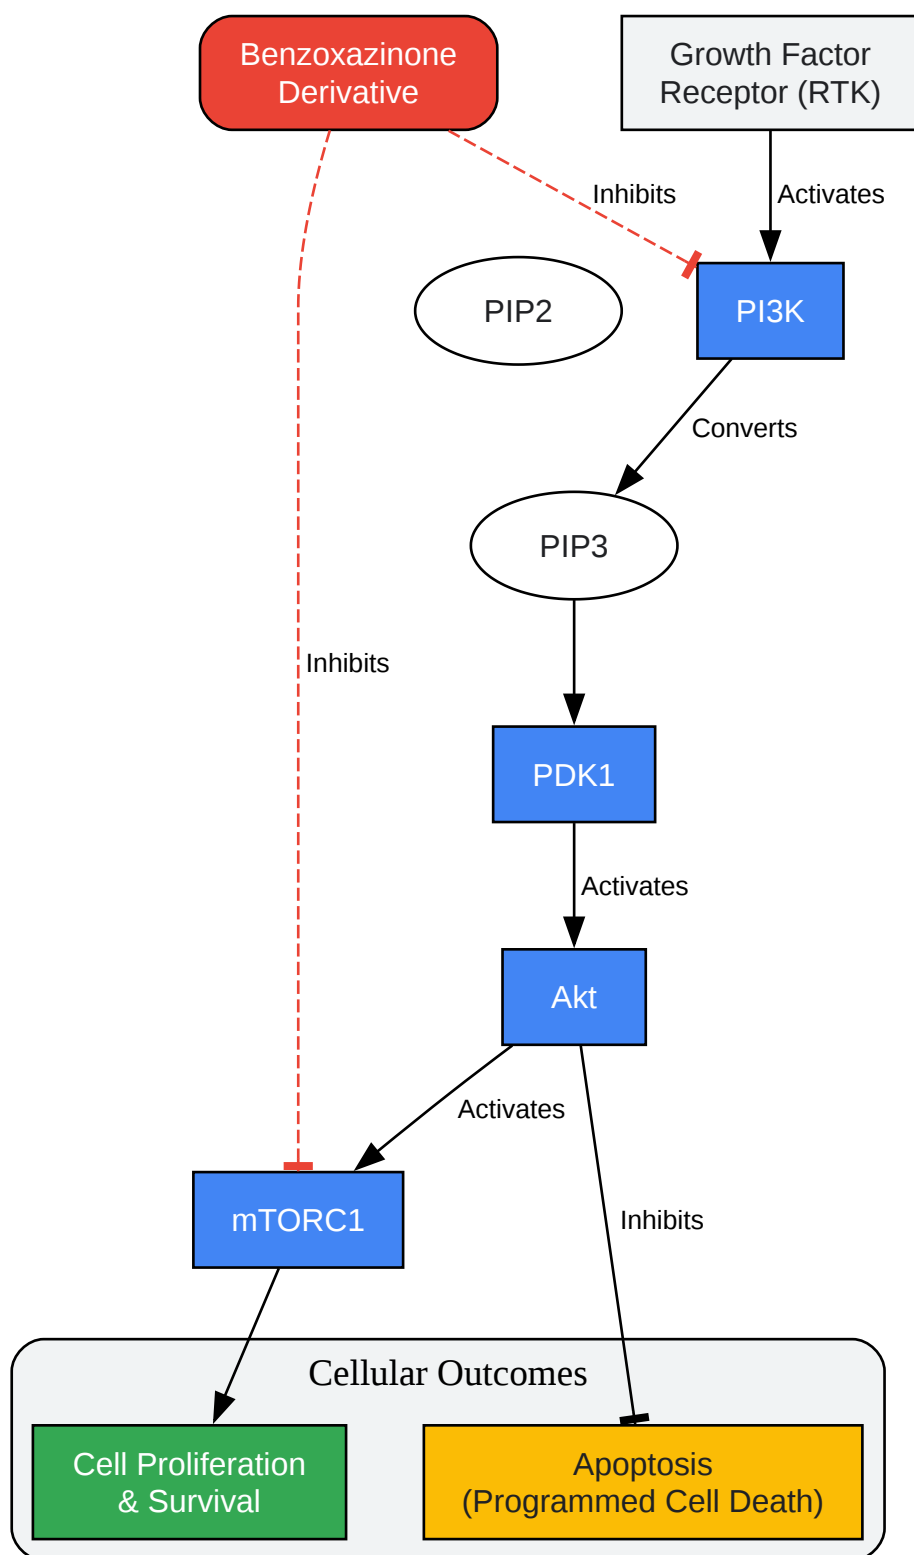 Benzoxazinone
Derivative
Growth Factor
Receptor (RTK)
Inhibits
Activates
PIP2
PI3K
Converts
PIP3
Inhibits
PDK1
Activates
Akt
Activates
mTORC1
Inhibits
Cellular Outcomes
Cell Proliferation
& Survival
Apoptosis
(Programmed Cell Death)